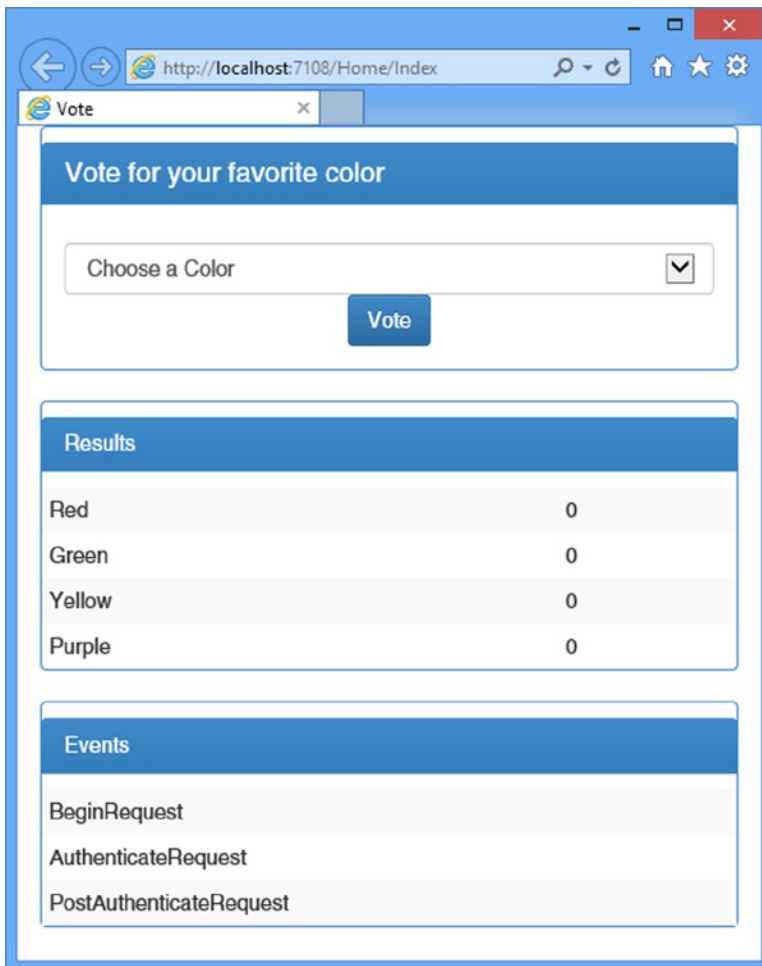 http://localhost:7108/Home/Index
Vote
Vote for your favorite color
Choose a Color
Vote
Results
Red 0
Green 0
Yellow 0
Purple 0
Events
BeginRequest
AuthenticateRequest
PostAuthenticateRequest